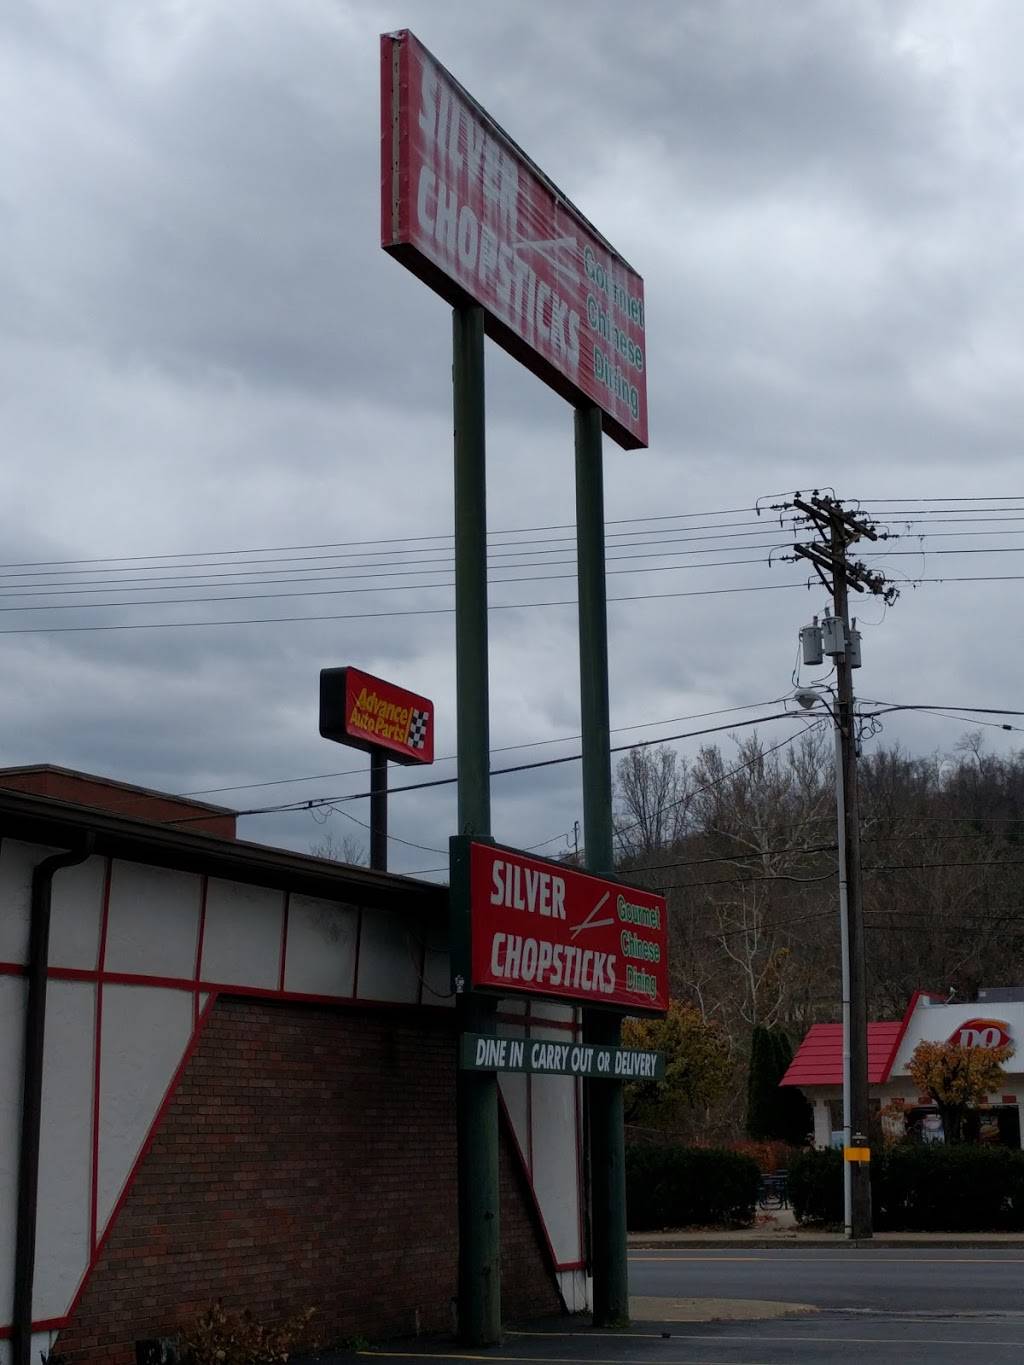 SILVER
CHOPSTICKS
Gourmet
Chinese
Dining
Advance
Auto Parts
SILVER
CHOPSTICKS
Gourmet
Chinese
Dining
DINE IN CARRY OUT OR DELIVERY
DQ